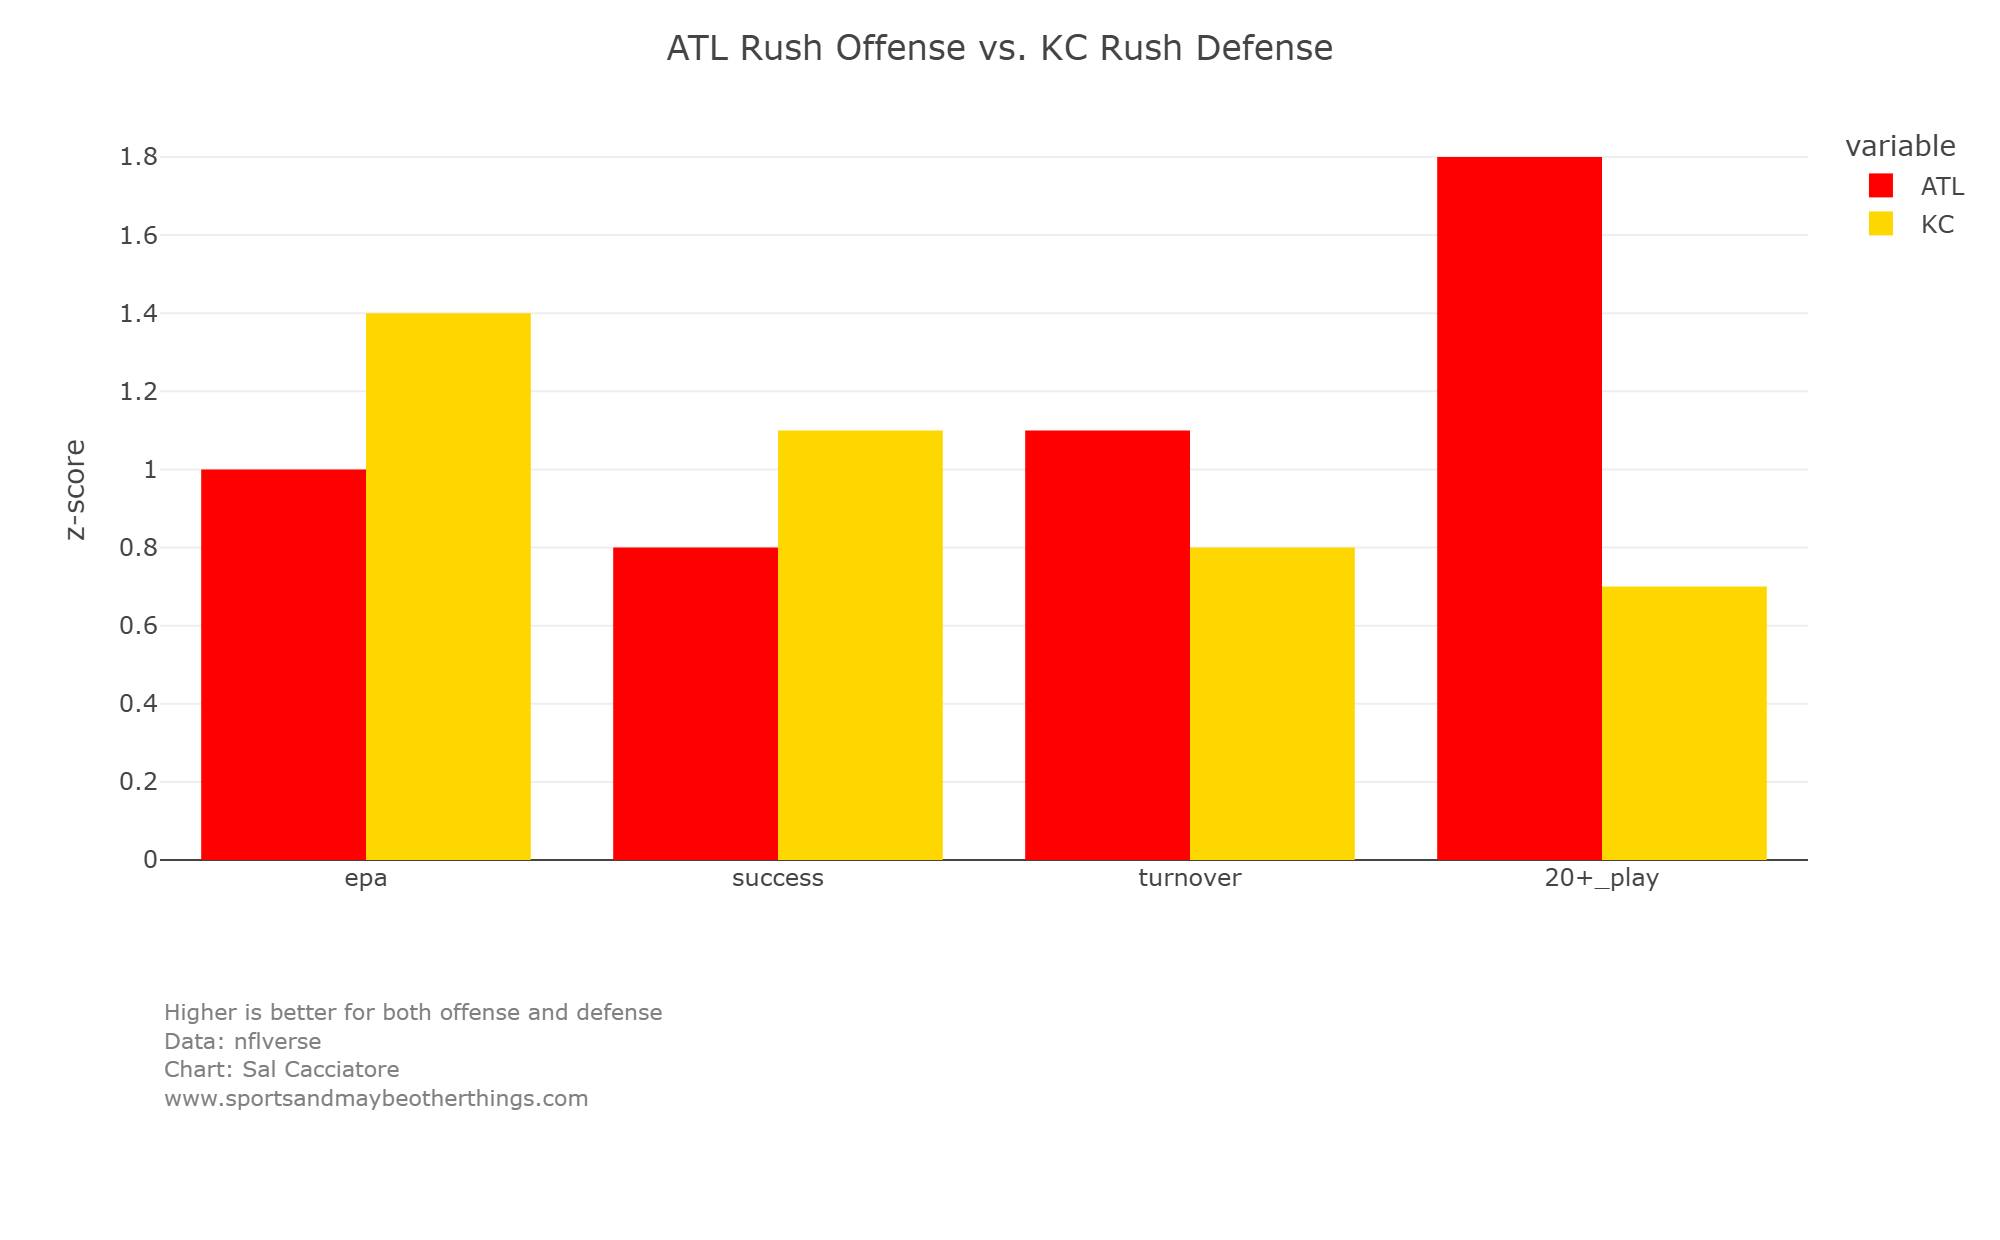 ATL Rush Offense vs. KC Rush Defense
variable
ATL
KC
z-score
1.8
1.6
1.4
1.2
1
0.8
0.6
0.4
0.2
0
epa
success
turnover
20+_play
Higher is better for both offense and defense
Data: nflverse
Chart: Sal Cacciatore
www.sportsandmaybeotherthings.com